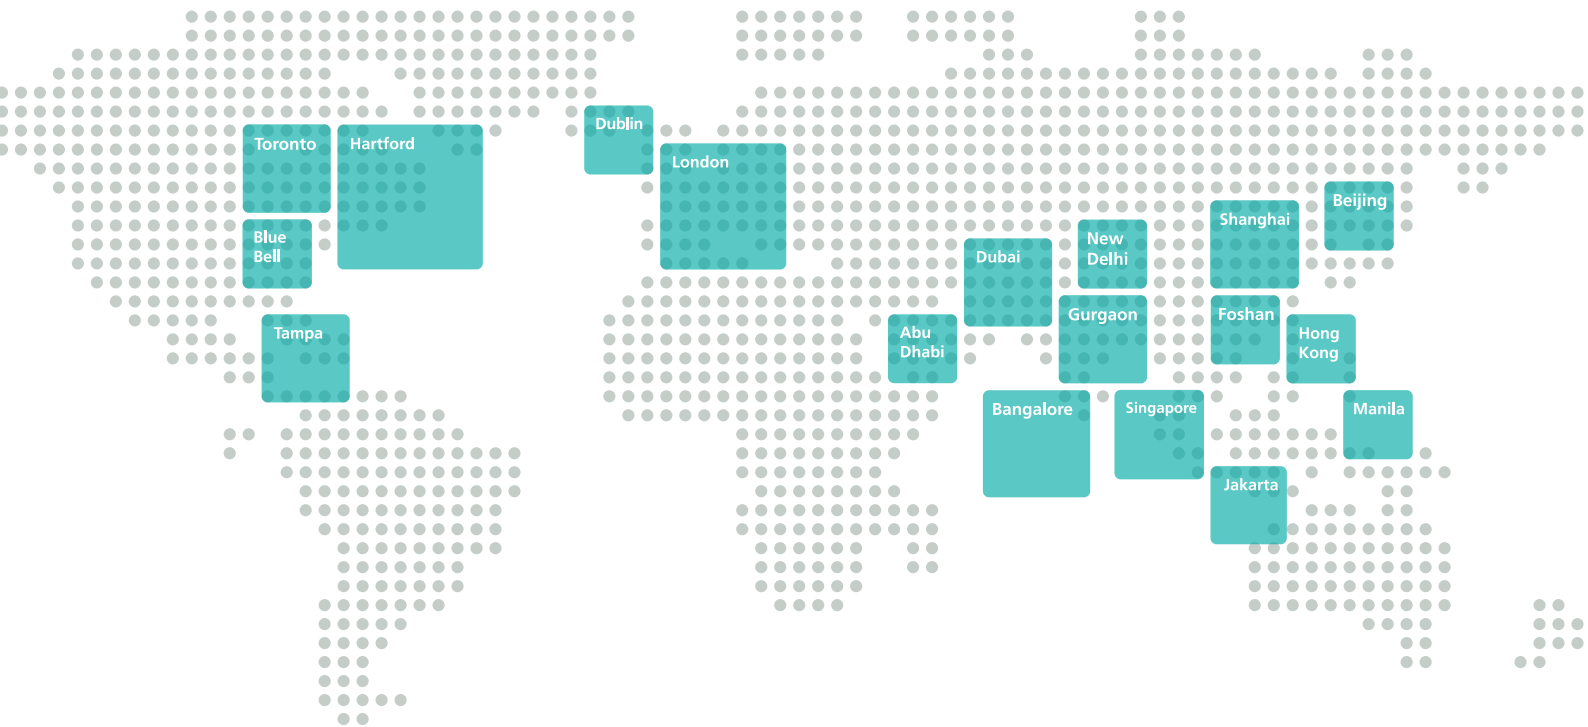 Toronto
Hartford
Blue
Bell
Tampa
Dublin
London
Dubai
Abu
Dhabi
New
Delhi
Gurgaon
Bangalore
Singapore
Shanghai
Beijing
Foshan
Hong
Kong
Manila
Jakarta